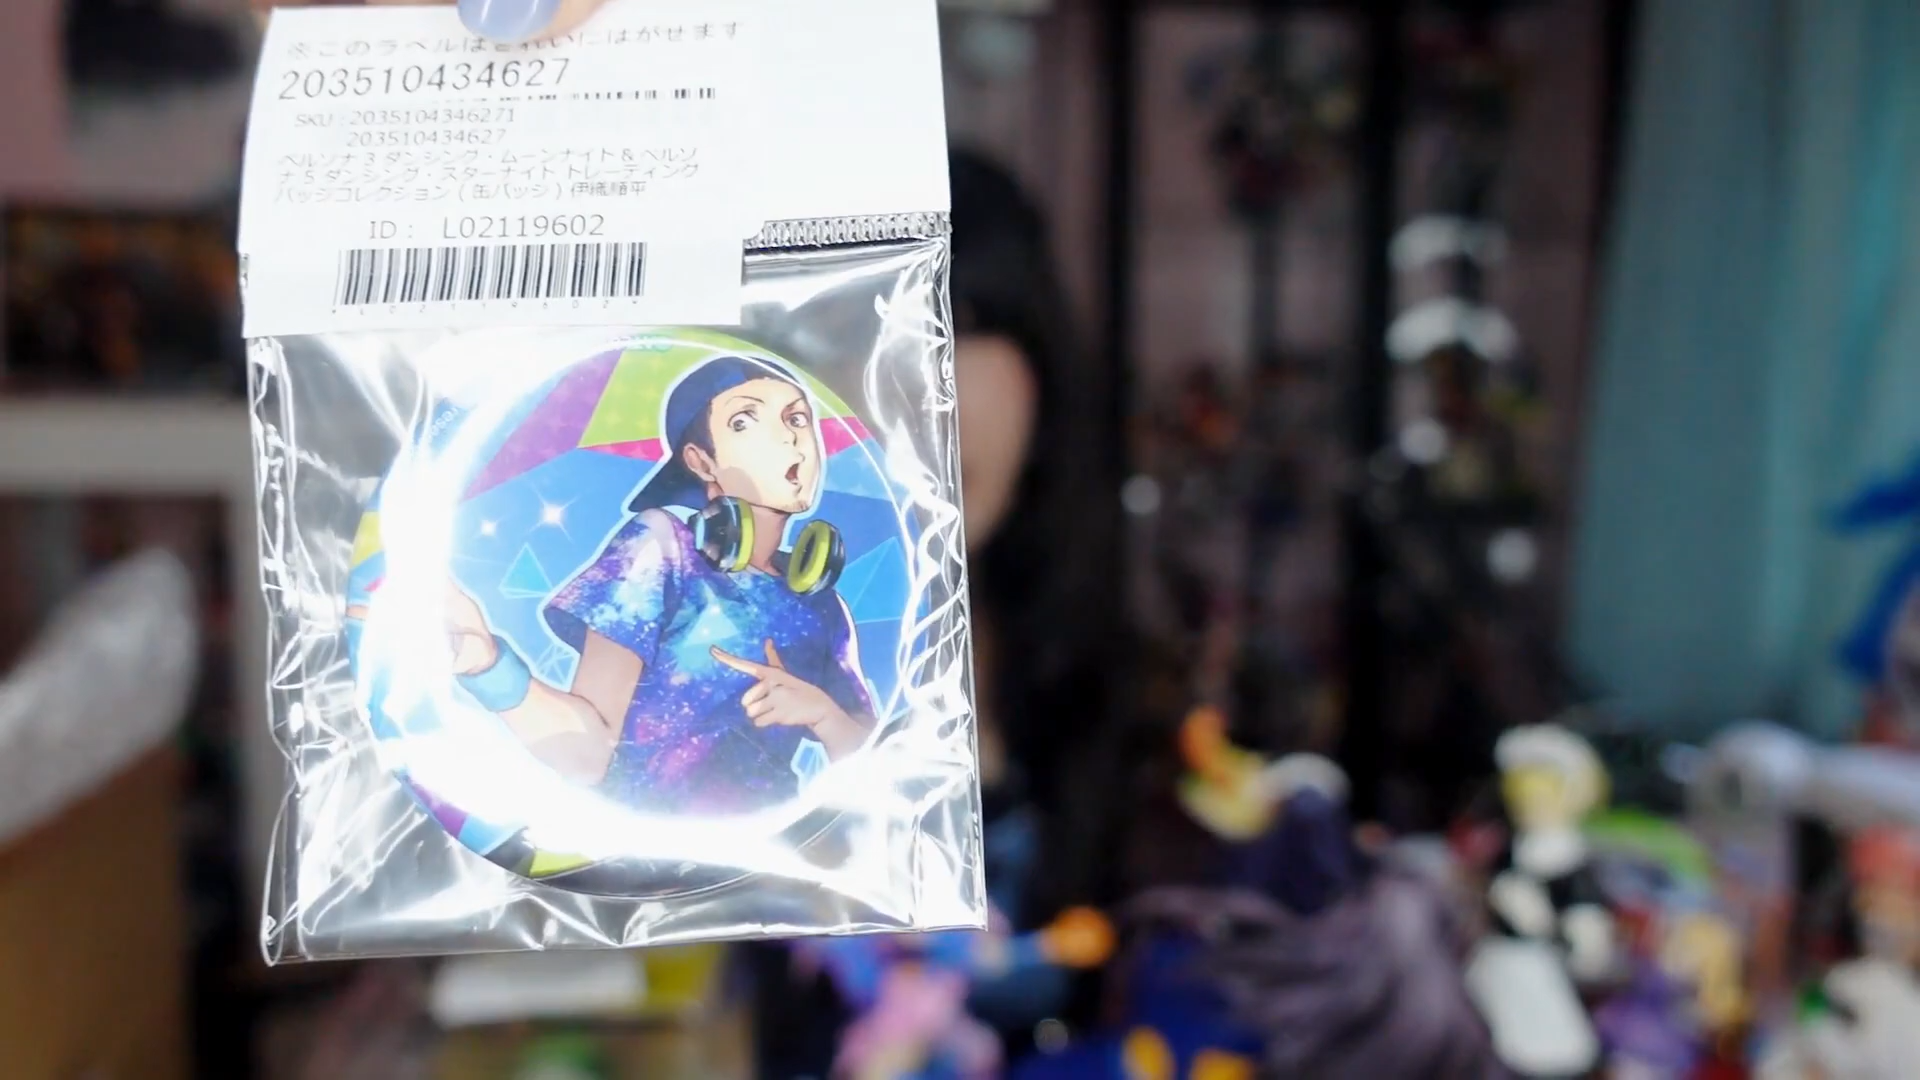 ※このラベルはきれいにはがせます
203510434627
SKU : 2035104346271
203510434627
ペルソナ3 ダンシング・ムーンナイト & ペルソ
ナ5 ダンシング・スターナイト トレーディング
バッジコレクション ( 缶バッジ ) 伊織順平
ID : L02119602